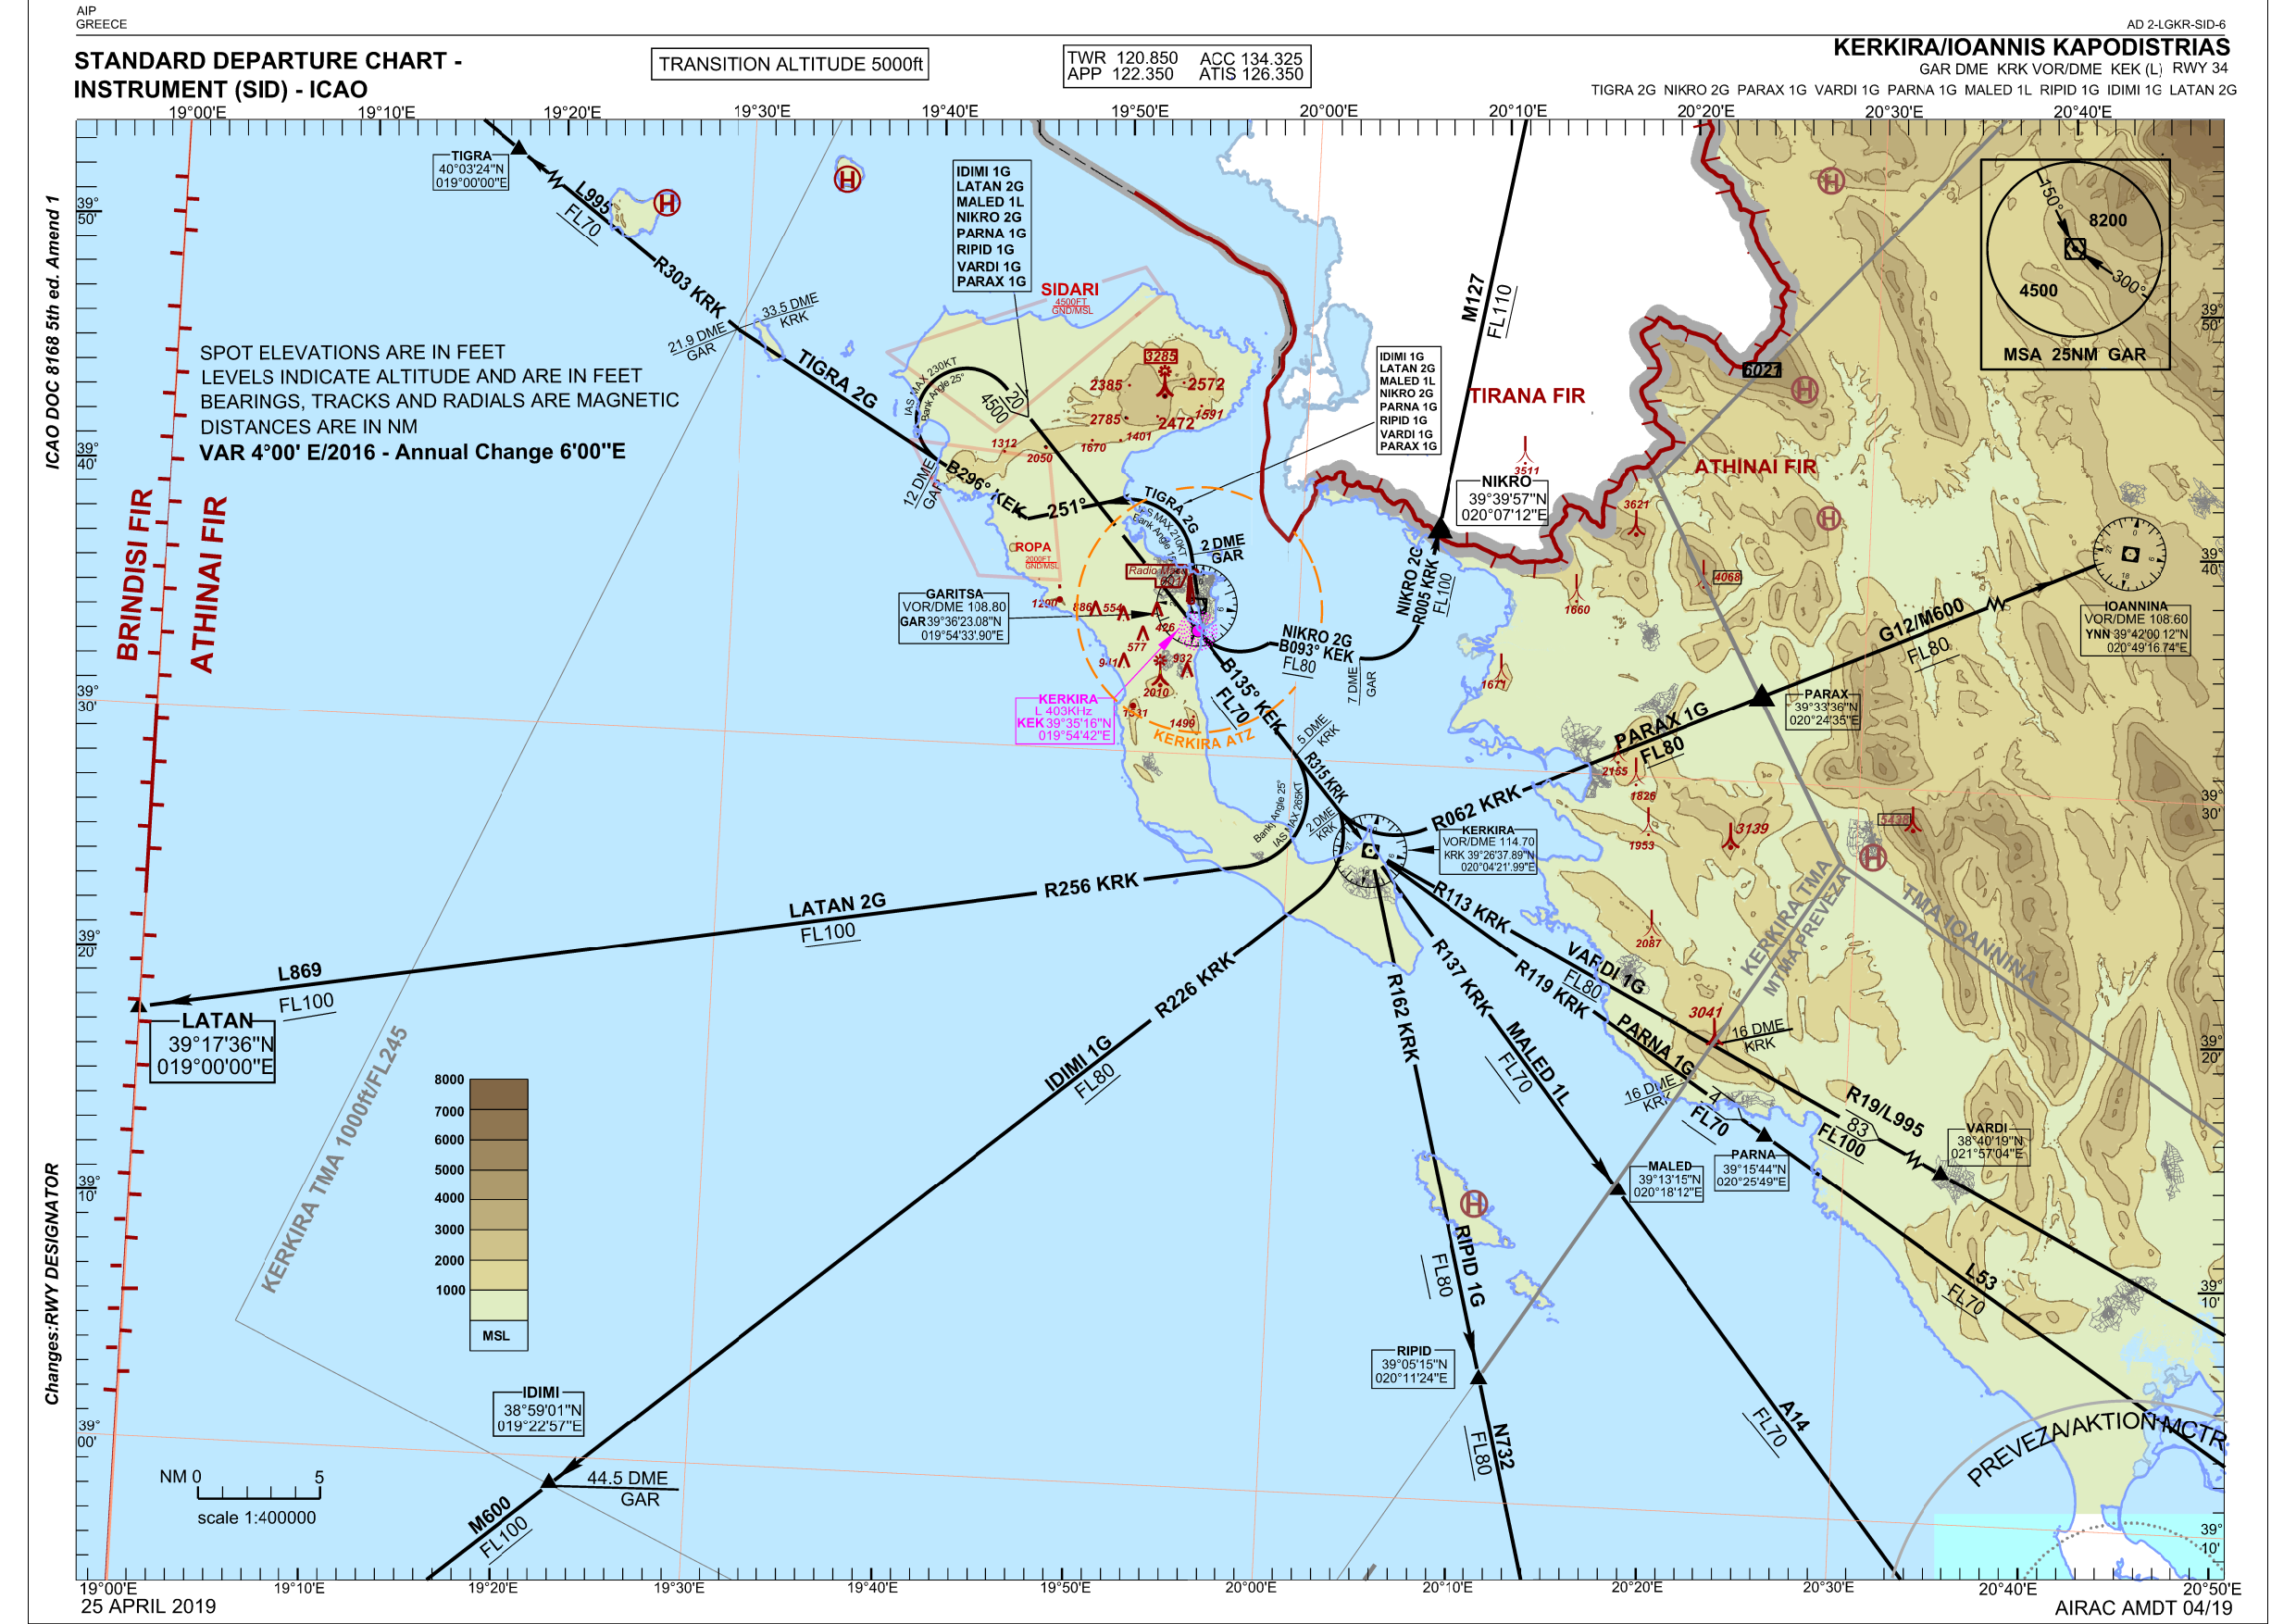 AIP
GREECE
AD 2-LGKR-SID-6
STANDARD DEPARTURE CHART -
INSTRUMENT (SID) - ICAO
TRANSITION ALTITUDE 5000ft
TWR 120.850 ACC 134.325
APP 122.350 ATIS 126.350
KERKIRA/IOANNIS KAPODISTRIAS
GAR DME KRK VOR/DME KEK (L) RWY 34
TIGRA 2G NIKRO 2G PARAX 1G VARDI 1G PARNA 1G MALED 1L RIPID 1G IDIMI 1G LATAN 2G
19°00'E 19°10'E 19°20'E 19°30'E 19°40'E 19°50'E 20°00'E 20°10'E 20°20'E 20°30'E 20°40'E
ICAO DOC 8168 5th ed. Amend 1
Changes:RWY DESIGNATOR
39°
50'
39°
40'
39°
30'
39°
20'
39°
10'
39°
00'
TIGRA
40°03'24"N
019°00'00"E
L995
FL70
R303 KRK
33.5 DME
KRK
21.9 DME
GAR
TIGRA 2G
H
H
SPOT ELEVATIONS ARE IN FEET
LEVELS INDICATE ALTITUDE AND ARE IN FEET
BEARINGS, TRACKS AND RADIALS ARE MAGNETIC
DISTANCES ARE IN NM
VAR 4°00' E/2016 - Annual Change 6'00"E
BRINDISI FIR
ATHINAI FIR
IDIMI 1G
LATAN 2G
MALED 1L
NIKRO 2G
PARNA 1G
RIPID 1G
VARDI 1G
PARAX 1G
SIDARI
4500FT
GND/MSL
IAS MAX 230KT
Bank Angle 25°
20
4500
3285
2385
2572
2785
1591
2472
1401
1312
2050
1670
12 DME
GAR
B296° KEK
251°
TIGRA 2G
2 DME
GAR
ROPA
2000FT
GND/MSL
1290
886
554
426
577
941
932
2010
1499
GARITSA
VOR/DME 108.80
GAR 39°36'23.08"N
019°54'33.90"E
KERKIRA
L 403KHz
KEK 39°35'16"N
019°54'42"E
KERKIRA ATZ
IDIMI 1G
LATAN 2G
MALED 1L
NIKRO 2G
PARNA 1G
RIPID 1G
VARDI 1G
PARAX 1G
M127
FL110
TIRANA FIR
ATHINAI FIR
NIKRO
39°39'57"N
020°07'12"E
NIKRO 2G
R005 KRK
FL100
NIKRO 2G
B093° KEK
FL80
7 DME
GAR
B135° KEK
FL70
5 DME
KRK
R315 KRK
2 DME
KRK
Bank Angle 25°
IAS MAX 265KT
3511
3621
4068
1660
1671
6021
H
H
H
150°
8200
4500
300°
MSA 25NM GAR
39°
50'
39°
40'
39°
30'
39°
20'
39°
10'
39°
10'
IOANNINA
VOR/DME 108.60
YNN 39°42'00 12"N
020°49'16 74"E
G12/M600
FL80
PARAX
39°33'36"N
020°24'35"E
PARAX 1G
FL80
R062 KRK
KERKIRA
VOR/DME 114.70
KRK 39°26'37.89"N
020°04'21.99"E
2155
1826
1953
3139
5438
H
2087
3041
KERKIRA TMA
MTMA PREVEZA
TMA IOANNINA
R256 KRK
LATAN 2G
FL100
L869
FL100
LATAN
39°17'36"N
019°00'00"E
KERKIRA TMA 1000ft/FL245
R226 KRK
IDIMI 1G
FL80
R162 KRK
R137 KRK
MALED 1L
FL70
R113 KRK
R119 KRK
VARDI 1G
FL80
PARNA 1G
16 DME
KRK
16 DME
KRK
4
FL70
R19/L995
83
FL100
VARDI
38°40'19"N
021°57'04"E
PARNA
39°15'44"N
020°25'49"E
MALED
39°13'15"N
020°18'12"E
H
RIPID 1G
FL80
L53
FL70
RIPID
39°05'15"N
020°11'24"E
N732
FL80
A14
FL70
PREVEZA/AKTION MCTR
8000
7000
6000
5000
4000
3000
2000
1000
MSL
IDIMI
38°59'01"N
019°22'57"E
44.5 DME
GAR
M600
FL100
NM 0 5
scale 1:400000
19°00'E 19°10'E 19°20'E 19°30'E 19°40'E 19°50'E 20°00'E 20°10'E 20°20'E 20°30'E 20°40'E 20°50'E
25 APRIL 2019
AIRAC AMDT 04/19